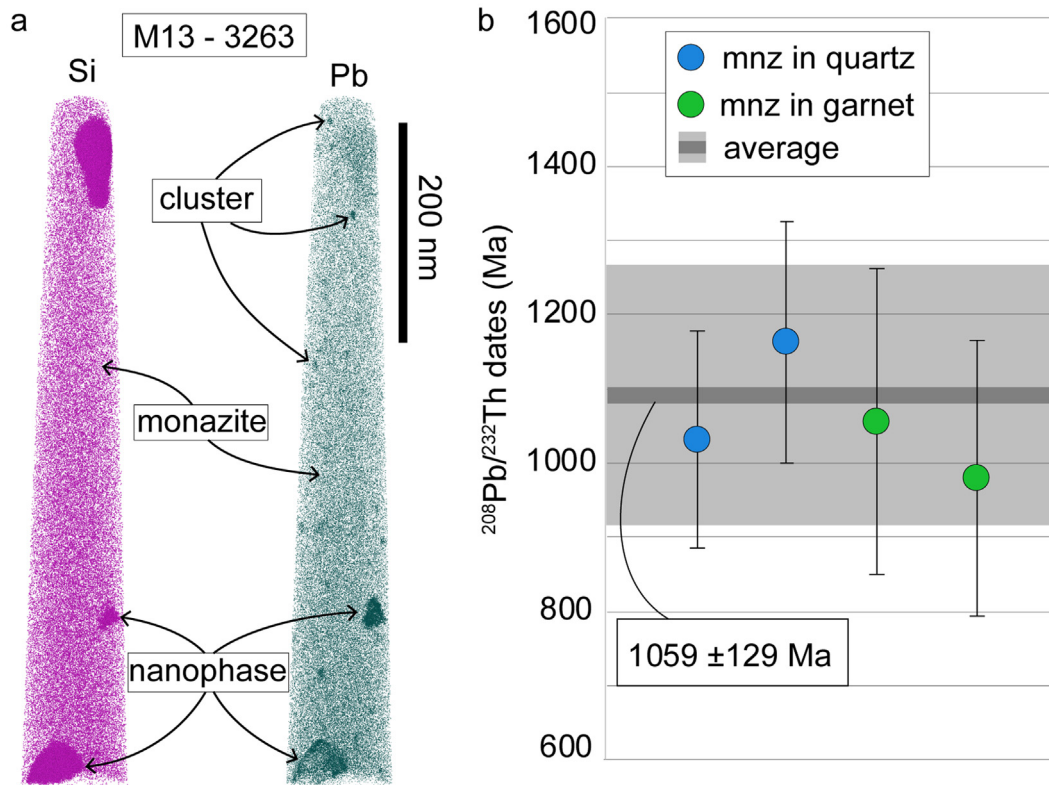 a
M13 - 3263
Si
Pb
cluster
200 nm
monazite
nanophase
b
mnz in quartz
mnz in garnet
average
208Pb/232Th dates (Ma)
1600
1400
1200
1000
800
600
1059 ±129 Ma